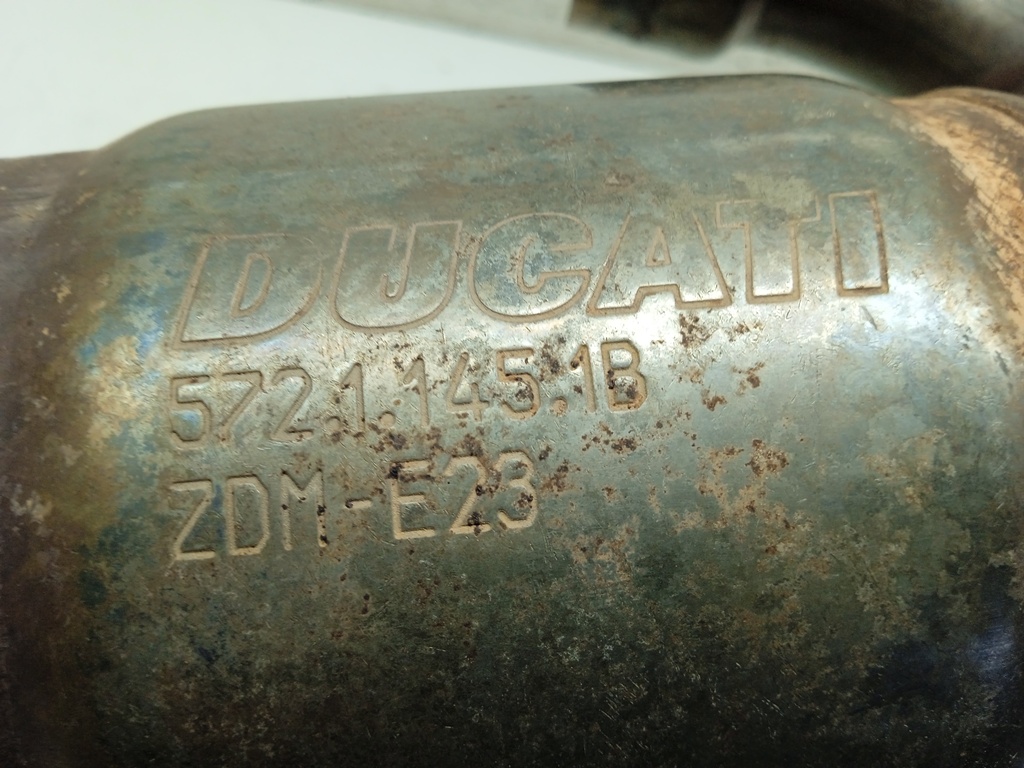 DUCATI
572.1.145.1B
ZDM-E23